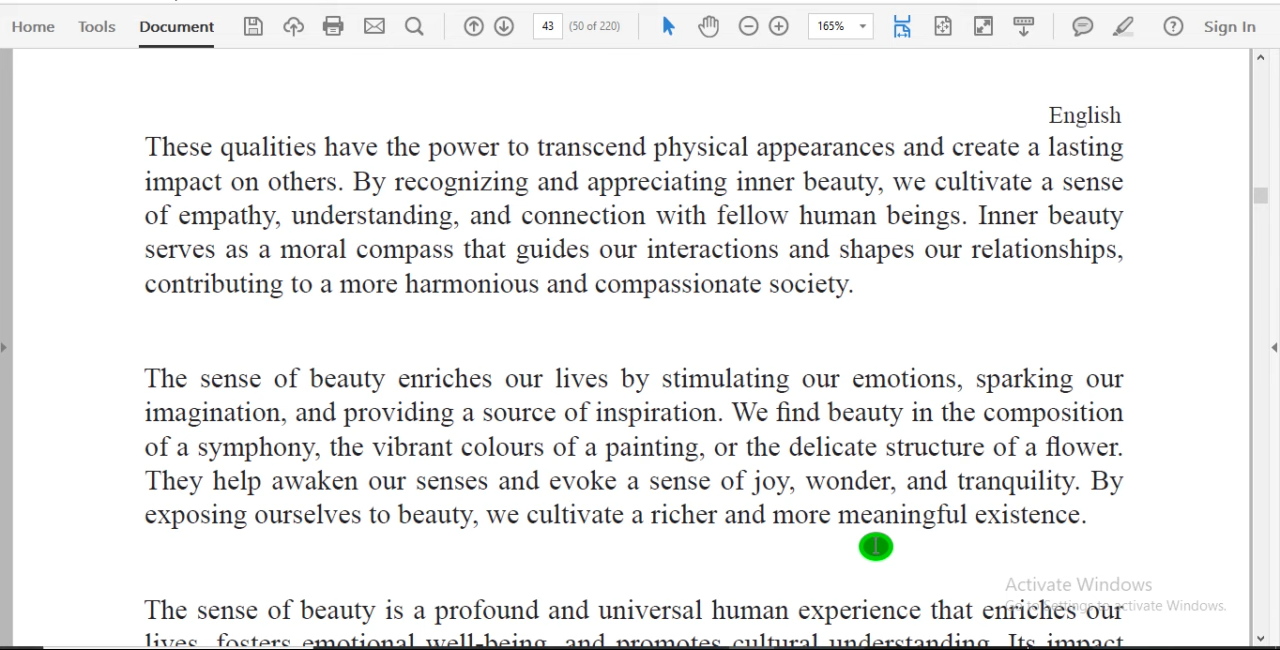 Home Tools Document 43 (50 of 220) 165% Sign In
English
These qualities have the power to transcend physical appearances and create a lasting
impact on others. By recognizing and appreciating inner beauty, we cultivate a sense
of empathy, understanding, and connection with fellow human beings. Inner beauty
serves as a moral compass that guides our interactions and shapes our relationships,
contributing to a more harmonious and compassionate society.
The sense of beauty enriches our lives by stimulating our emotions, sparking our
imagination, and providing a source of inspiration. We find beauty in the composition
of a symphony, the vibrant colours of a painting, or the delicate structure of a flower.
They help awaken our senses and evoke a sense of joy, wonder, and tranquility. By
exposing ourselves to beauty, we cultivate a richer and more meaningful existence.
Activate Windows
Go to Settings to activate Windows.
The sense of beauty is a profound and universal human experience that enriches our
lives, fosters emotional well-being, and promotes cultural understanding. Its impact